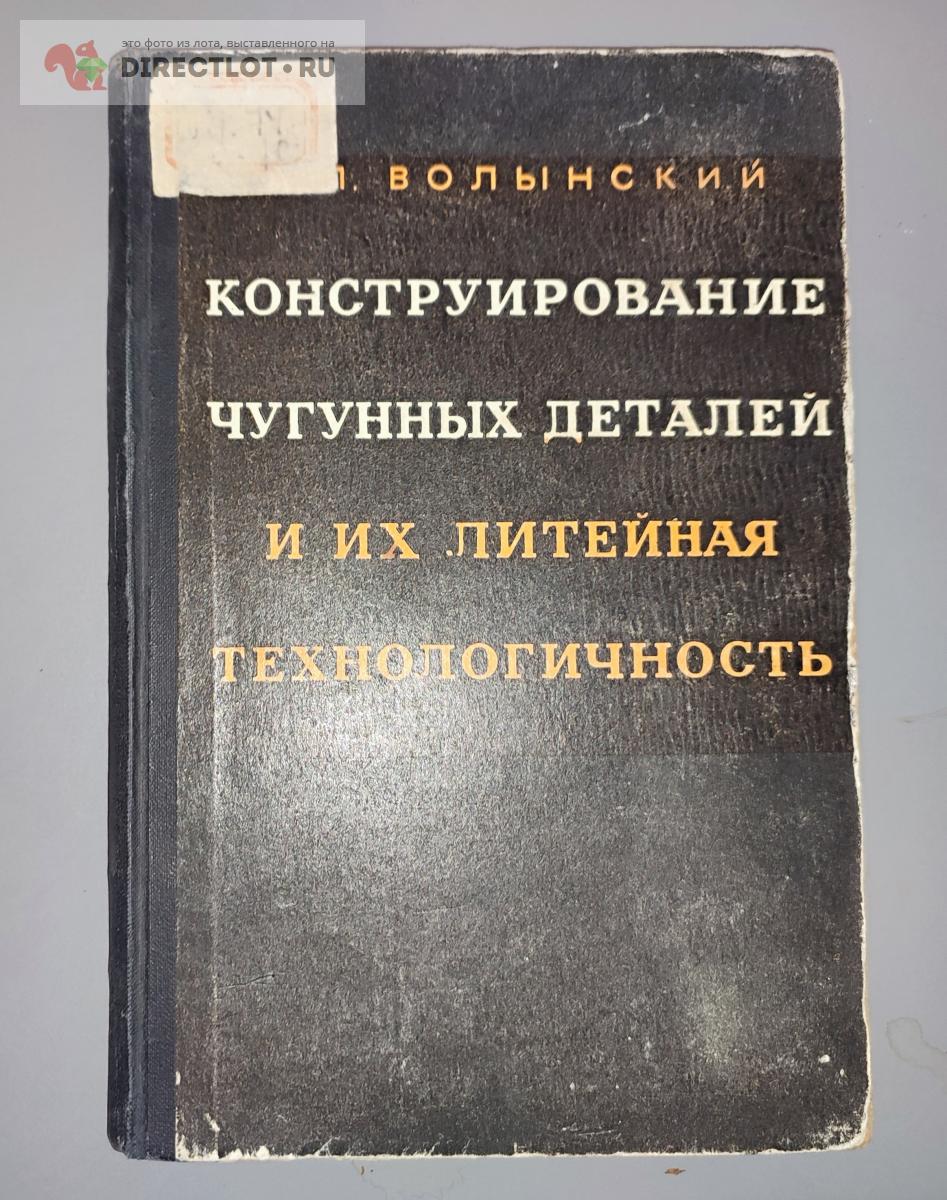 это фото из лота, выставленного на
DIRECTLOT.RU
ВОЛЫНСКИЙ
КОНСТРУИРОВАНИЕ
ЧУГУННЫХ ДЕТАЛЕЙ
И ИХ ЛИТЕЙНАЯ
ТЕХНОЛОГИЧНОСТЬ